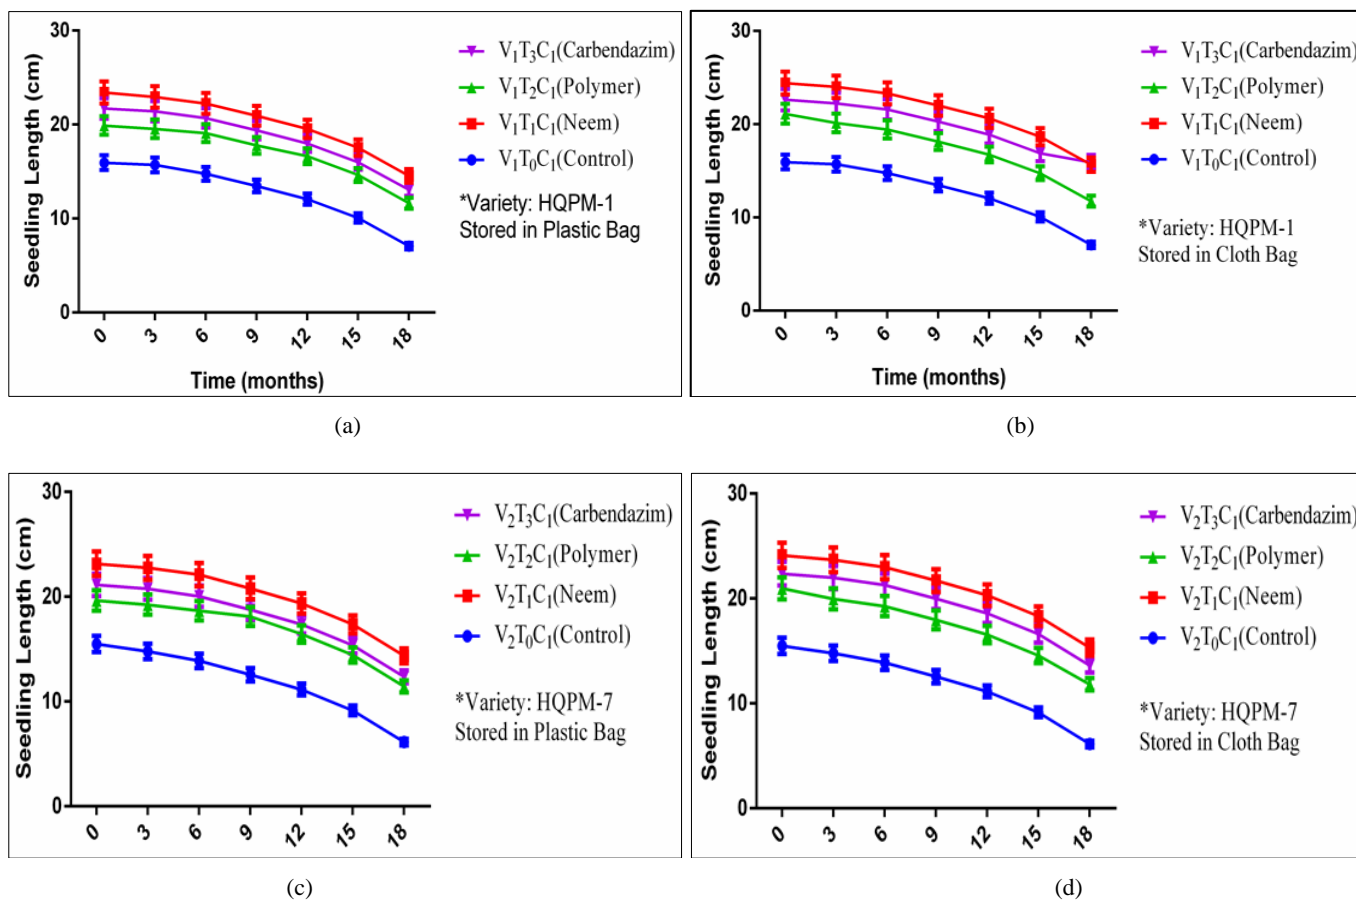 30
20
10
0
Seedling Length (cm)
0 3 6 9 12 15 18
Time (months)
V1T3C1(Carbendazim)
V1T2C1(Polymer)
V1T1C1(Neem)
V1T0C1(Control)
*Variety: HQPM-1
Stored in Plastic Bag
(a)
30
20
10
0
Seedling Length (cm)
0 3 6 9 12 15 18
Time (months)
V1T3C1(Carbendazim)
V1T2C1(Polymer)
V1T1C1(Neem)
V1T0C1(Control)
*Variety: HQPM-1
Stored in Cloth Bag
(b)
30
20
10
0
Seedling Length (cm)
0 3 6 9 12 15 18
V2T3C1(Carbendazim)
V2T2C1(Polymer)
V2T1C1(Neem)
V2T0C1(Control)
*Variety: HQPM-7
Stored in Plastic Bag
(c)
30
20
10
0
Seedling Length (cm)
0 3 6 9 12 15 18
V2T3C1(Carbendazim)
V2T2C1(Polymer)
V2T1C1(Neem)
V2T0C1(Control)
*Variety: HQPM-7
Stored in Cloth Bag
(d)